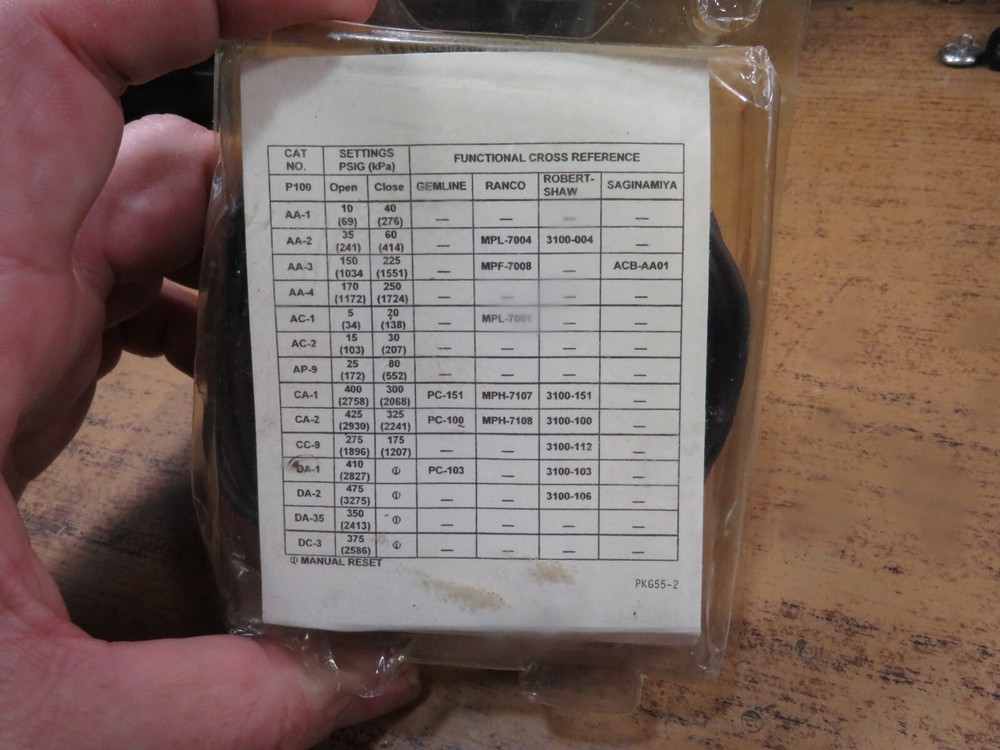 CAT NO. SETTINGS PSIG (kPa) FUNCTIONAL CROSS REFERENCE
P100 Open Close GEMLINE RANCO ROBERT-SHAW SAGINAMIYA
AA-1 10 (69) 40 (276) — — — —
AA-2 35 (241) 60 (414) — MPL-7004 3100-004 —
AA-3 150 (1034 225 (1551) — MPF-7008 — ACB-AA01
AA-4 170 (1172) 250 (1724) — — — —
AC-1 5 (34) 20 (138) — MPL-7001 — —
AC-2 15 (103) 30 (207) — — — —
AP-9 25 (172) 80 (552) — — — —
CA-1 400 (2758) 300 (2068) PC-151 MPH-7107 3100-151 —
CA-2 425 (2930) 325 (2241) PC-100 MPH-7108 3100-100 —
CC-9 275 (1896) 175 (1207) — — 3100-112 —
DA-1 410 (2827) ① PC-103 — 3100-103 —
DA-2 475 (3275) ① — — 3100-106 —
DA-35 350 (2413) ① — — — —
DC-3 375 (2586) ① — — — —
① MANUAL RESET
PKG55-2